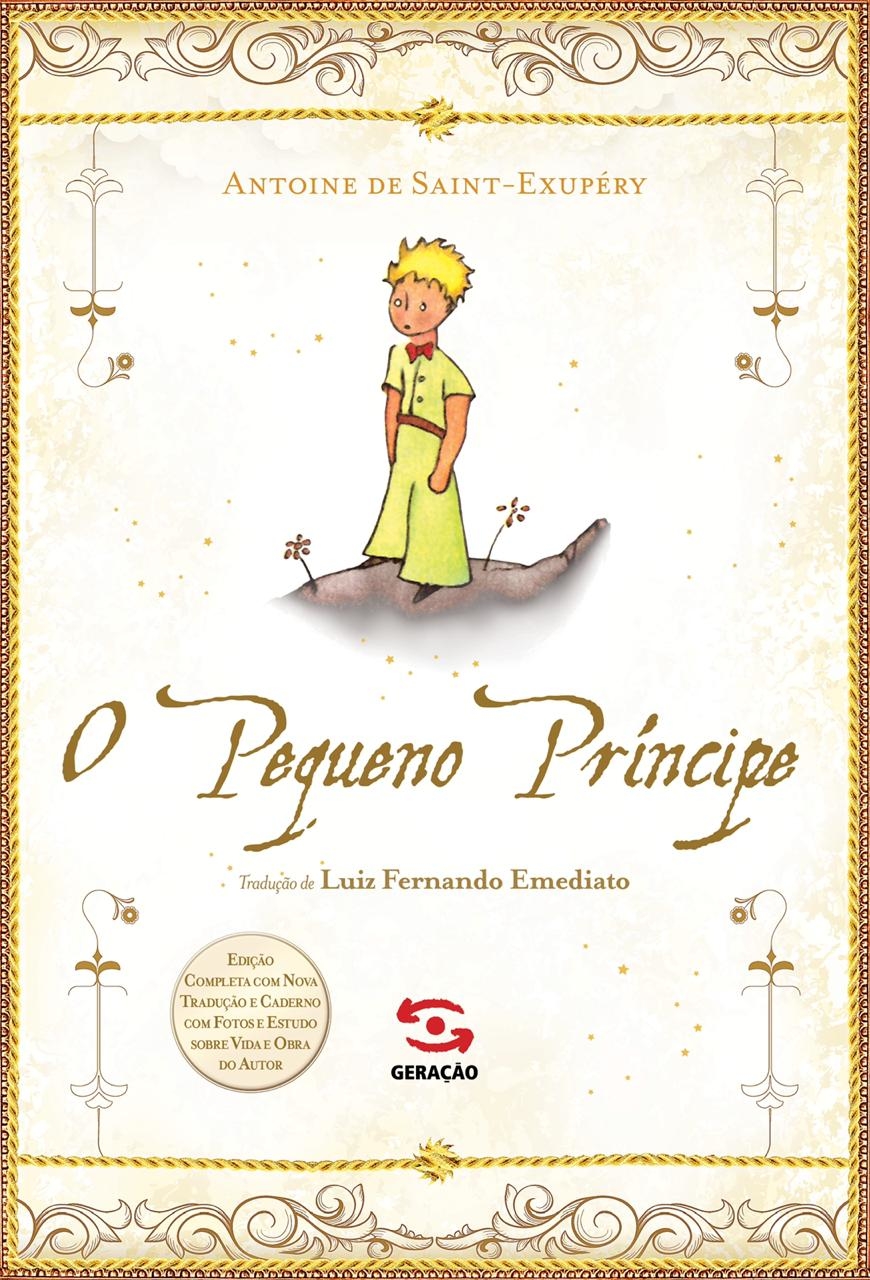 Antoine de Saint-Exupéry
O Pequeno Príncipe
Tradução de Luiz Fernando Emediato
Edição
Completa com Nova
Tradução e Caderno
com Fotos e Estudo
sobre Vida e Obra
do Autor
GERAÇÃO